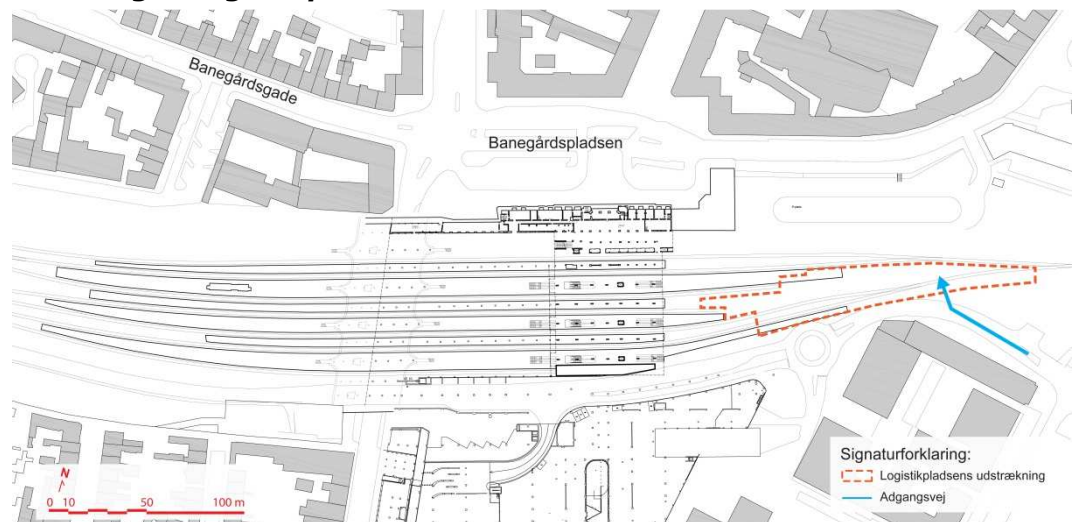 Banegårdsgade
Banegårdspladsen
N
0 10 50 100 m
Signaturforklaring:
Logistikpladsens udstrækning
Adgangsvej